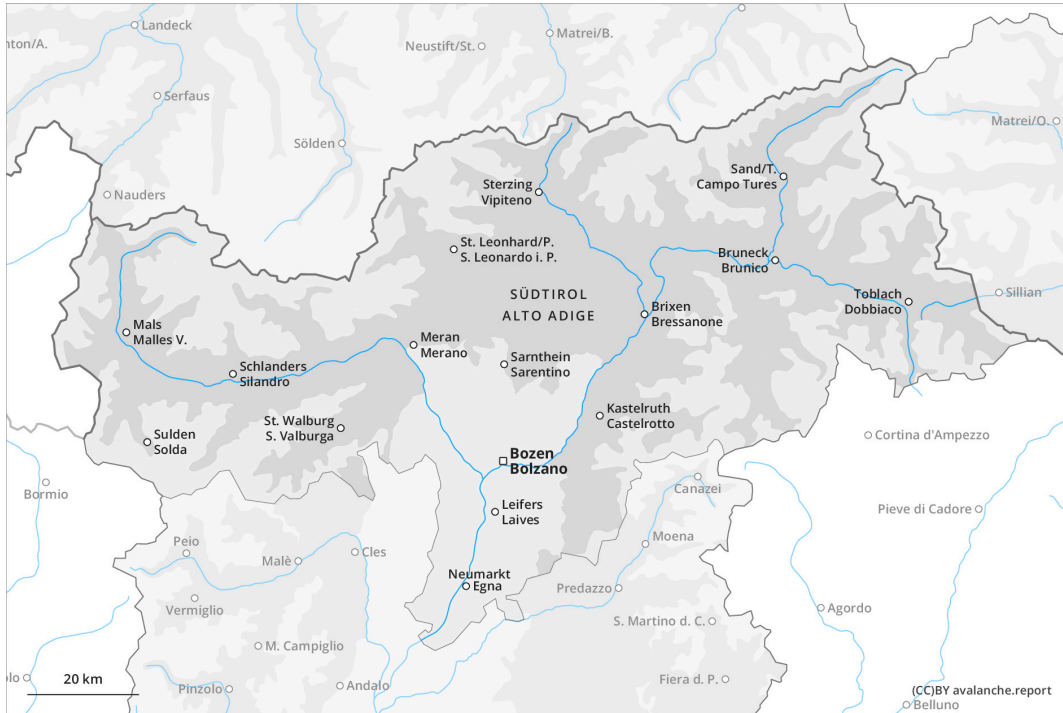 Landeck
nton/A.
Neustift/St.
Matrei/B.
Serfaus
Matrei/O.
Sölden
Sand/T.
Campo Tures
Nauders
Sterzing
Vipiteno
St. Leonhard/P.
S. Leonardo i. P.
Bruneck
Brunico
SÜDTIROL
ALTO ADIGE
Toblach
Dobbiaco
Sillian
Brixen
Bressanone
Mals
Malles V.
Meran
Merano
Sarnthein
Sarentino
Schlanders
Silandro
Kastelruth
Castelrotto
St. Walburg
S. Valburga
Sulden
Solda
Cortina d'Ampezzo
Bozen
Bolzano
Bormio
Canazei
Leifers
Laives
Pieve di Cadore
Moena
Peio
Malè
Cles
Neumarkt
Egna
Predazzo
Vermiglio
Agordo
S. Martino d. C.
M. Campiglio
olo
20 km
Pinzolo
Andalo
Fiera d. P.
(CC)BY avalanche.report
Belluno